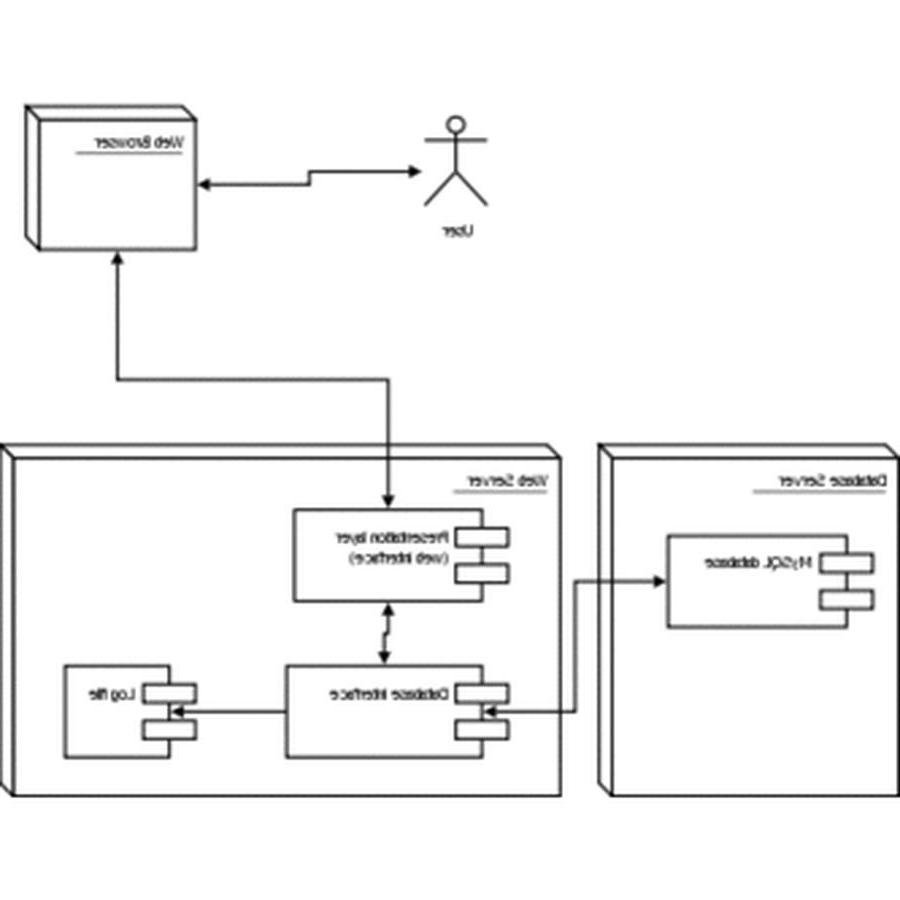 Web Browser
User
Web Server
Database Server
Presentation layer
(web interface)
MySQL database
Log file
Database interface